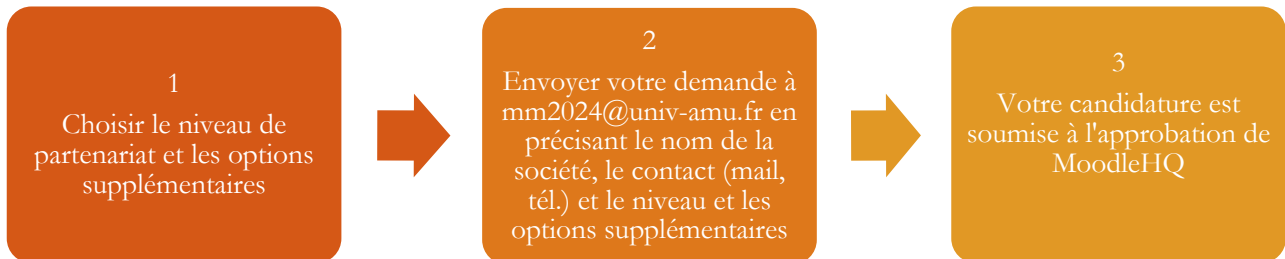 1
Choisir le niveau de
partenariat et les options
supplémentaires
2
Envoyer votre demande à
mm2024@univ-amu.fr en
précisant le nom de la
société, le contact (mail,
tél.) et le niveau et les
options supplémentaires
3
Votre candidature est
soumise à l'approbation de
MoodleHQ